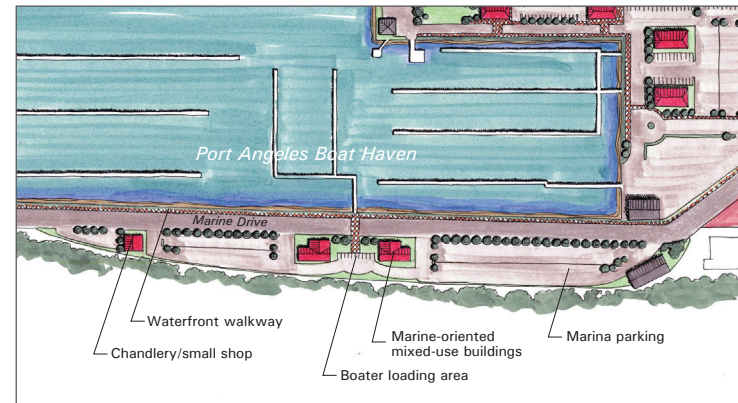 Port Angeles Boat Haven
Marine Drive
Waterfront walkway
Chandlery/small shop
Marine-oriented
mixed-use buildings
Boater loading area
Marina parking